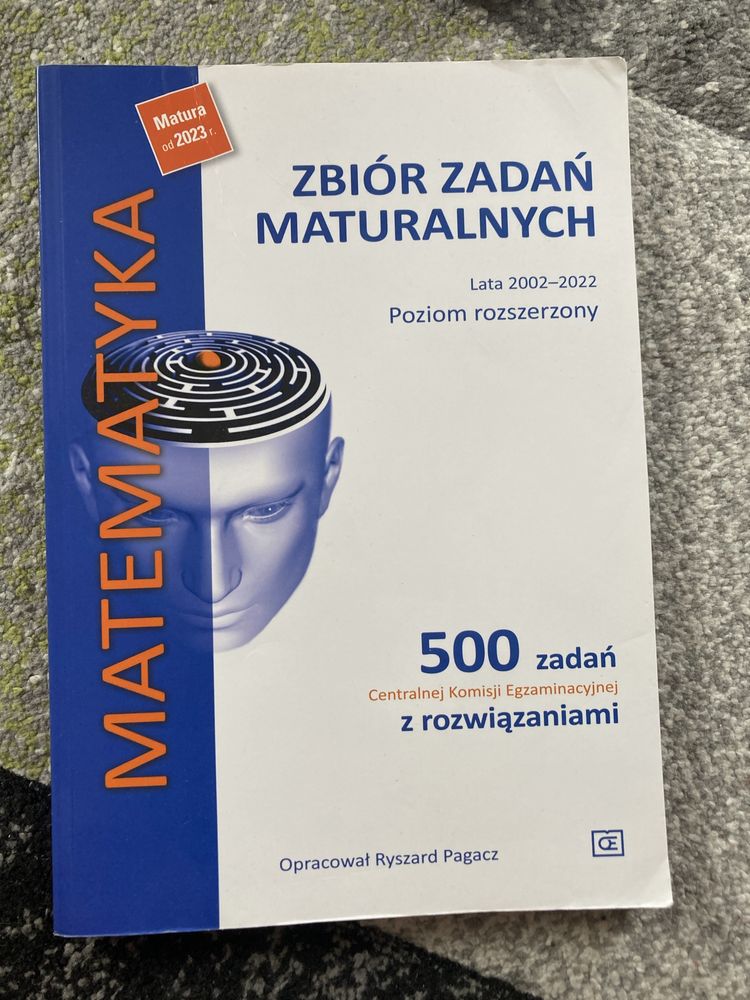 Matura
od 2023 r.
MATEMATYKA
ZBIÓR ZADAŃ
MATURALNYCH
Lata 2002–2022
Poziom rozszerzony
500 zadań
Centralnej Komisji Egzaminacyjnej
z rozwiązaniami
Opracował Ryszard Pagacz
OE